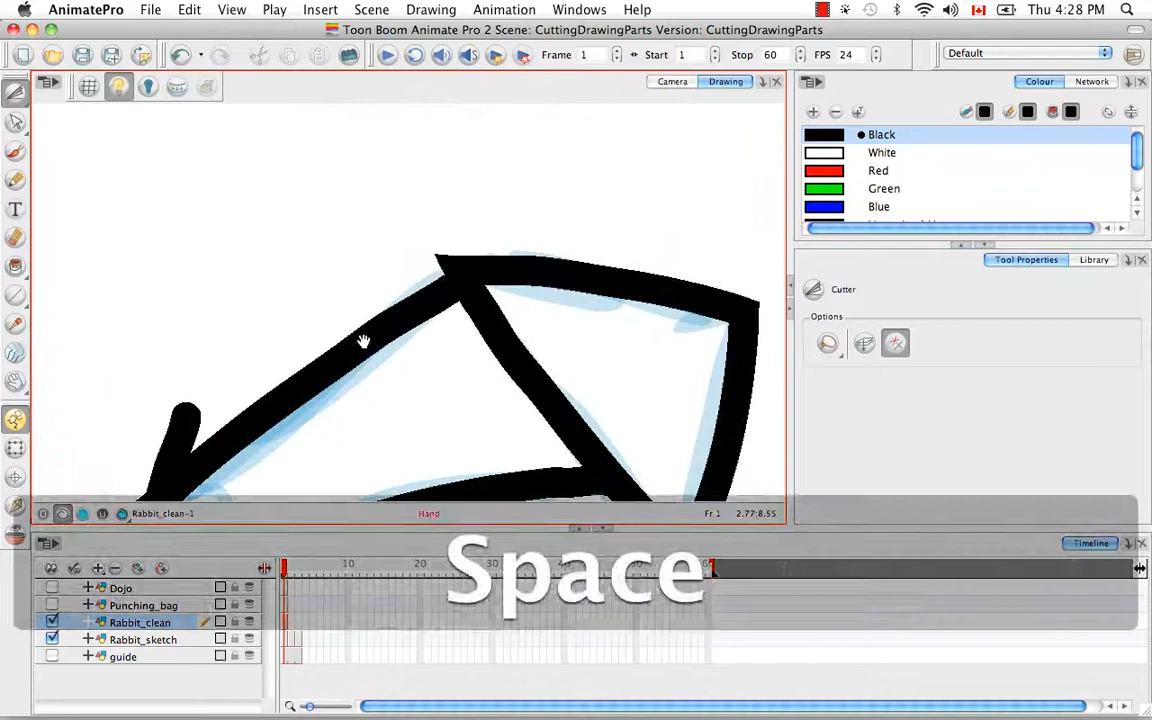 AnimatePro File Edit View Play Insert Scene Drawing Animation Windows Help Thu 4:28 PM
Toon Boom Animate Pro 2 Scene: CuttingDrawingParts Version: CuttingDrawingParts
Frame 1 Start 1 Stop 60 FPS 24 Default
Camera Drawing
Colour Network
Black
White
Red
Green
Blue
Tool Properties Library
Cutter
Options
Rabbit_clean-1 Hand Fr 1 2.77:8.55
Timeline
Space
10 20 30 40 50
Dojo
Punching_bag
Rabbit_clean
Rabbit_sketch
guide